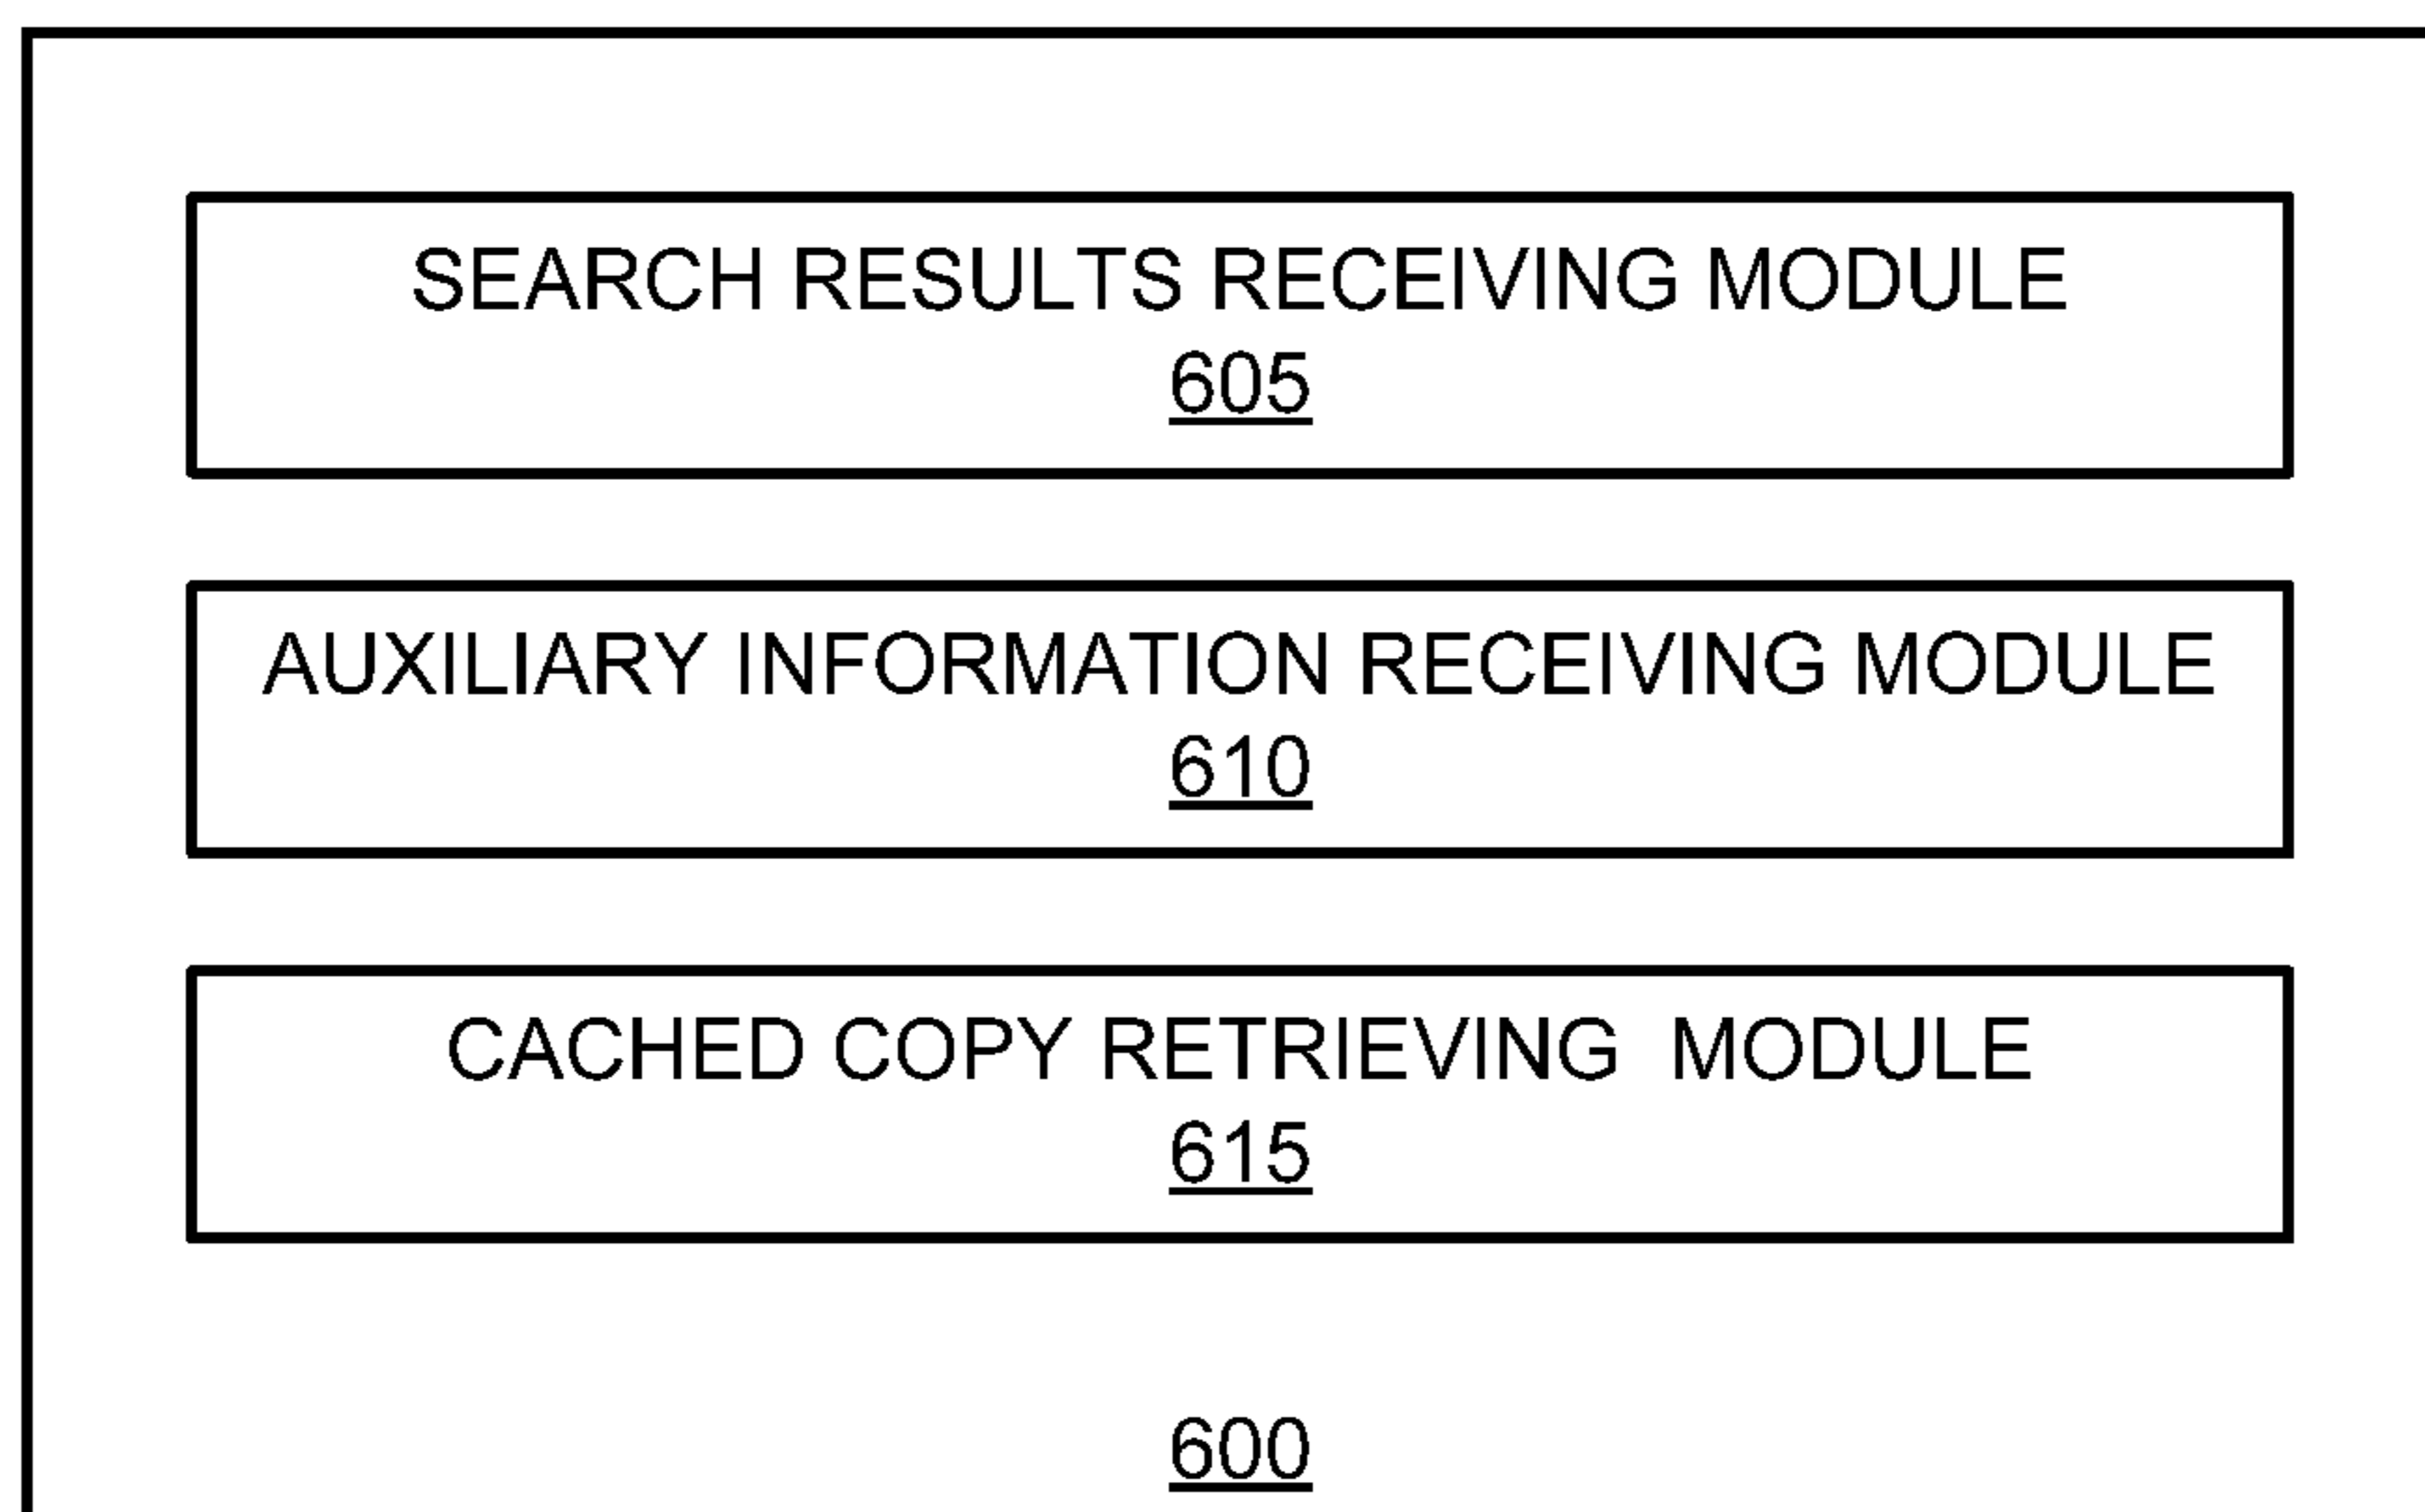 SEARCH RESULTS RECEIVING MODULE
605
AUXILIARY INFORMATION RECEIVING MODULE
610
CACHED COPY RETRIEVING MODULE
615
600